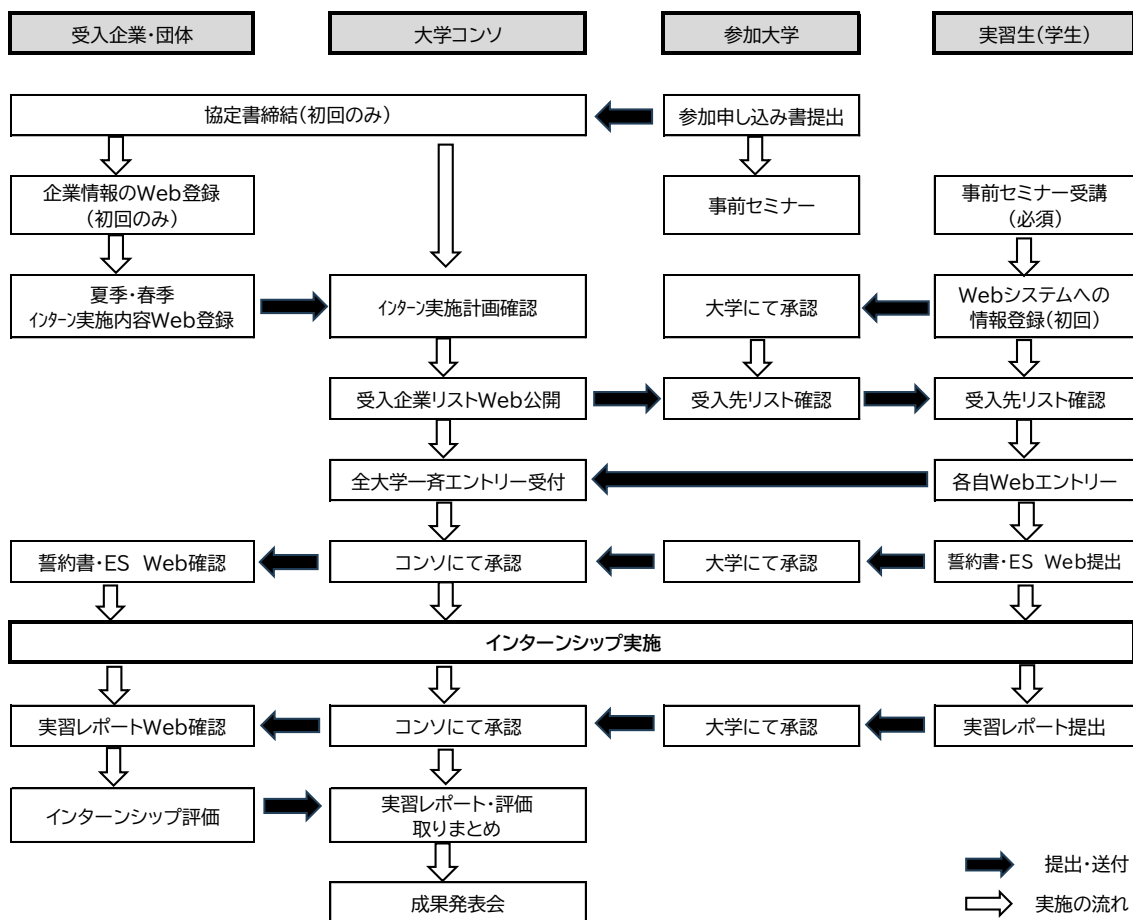 受入企業・団体
大学コンソ
参加大学
実習生(学生)
協定書締結(初回のみ)
参加申し込み書提出
企業情報のWeb登録
(初回のみ)
事前セミナー
事前セミナー受講
(必須)
夏季・春季
インターン実施内容Web登録
インターン実施計画確認
大学にて承認
Webシステムへの
情報登録(初回)
受入企業リストWeb公開
受入先リスト確認
受入先リスト確認
全大学一斉エントリー受付
各自Webエントリー
誓約書・ES Web確認
コンソにて承認
大学にて承認
誓約書・ES Web提出
インターンシップ実施
実習レポートWeb確認
コンソにて承認
大学にて承認
実習レポート提出
インターンシップ評価
実習レポート・評価
取りまとめ
成果発表会
提出・送付
実施の流れ